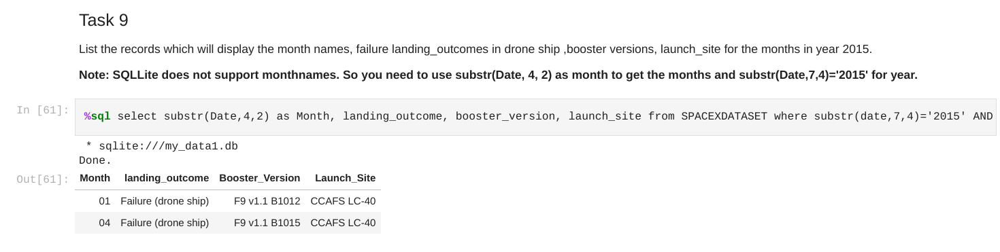 Task 9
List the records which will display the month names, failure landing_outcomes in drone ship ,booster versions, launch_site for the months in year 2015.
Note: SQLLite does not support monthnames. So you need to use substr(Date, 4, 2) as month to get the months and substr(Date,7,4)='2015' for year.
In [61]: %sql select substr(Date,4,2) as Month, landing_outcome, booster_version, launch_site from SPACEXDATASET where substr(date,7,4)='2015' AND
* sqlite:///my_data1.db
Done.
Out[61]: Month landing_outcome Booster_Version Launch_Site
01 Failure (drone ship) F9 v1.1 B1012 CCAFS LC-40
04 Failure (drone ship) F9 v1.1 B1015 CCAFS LC-40